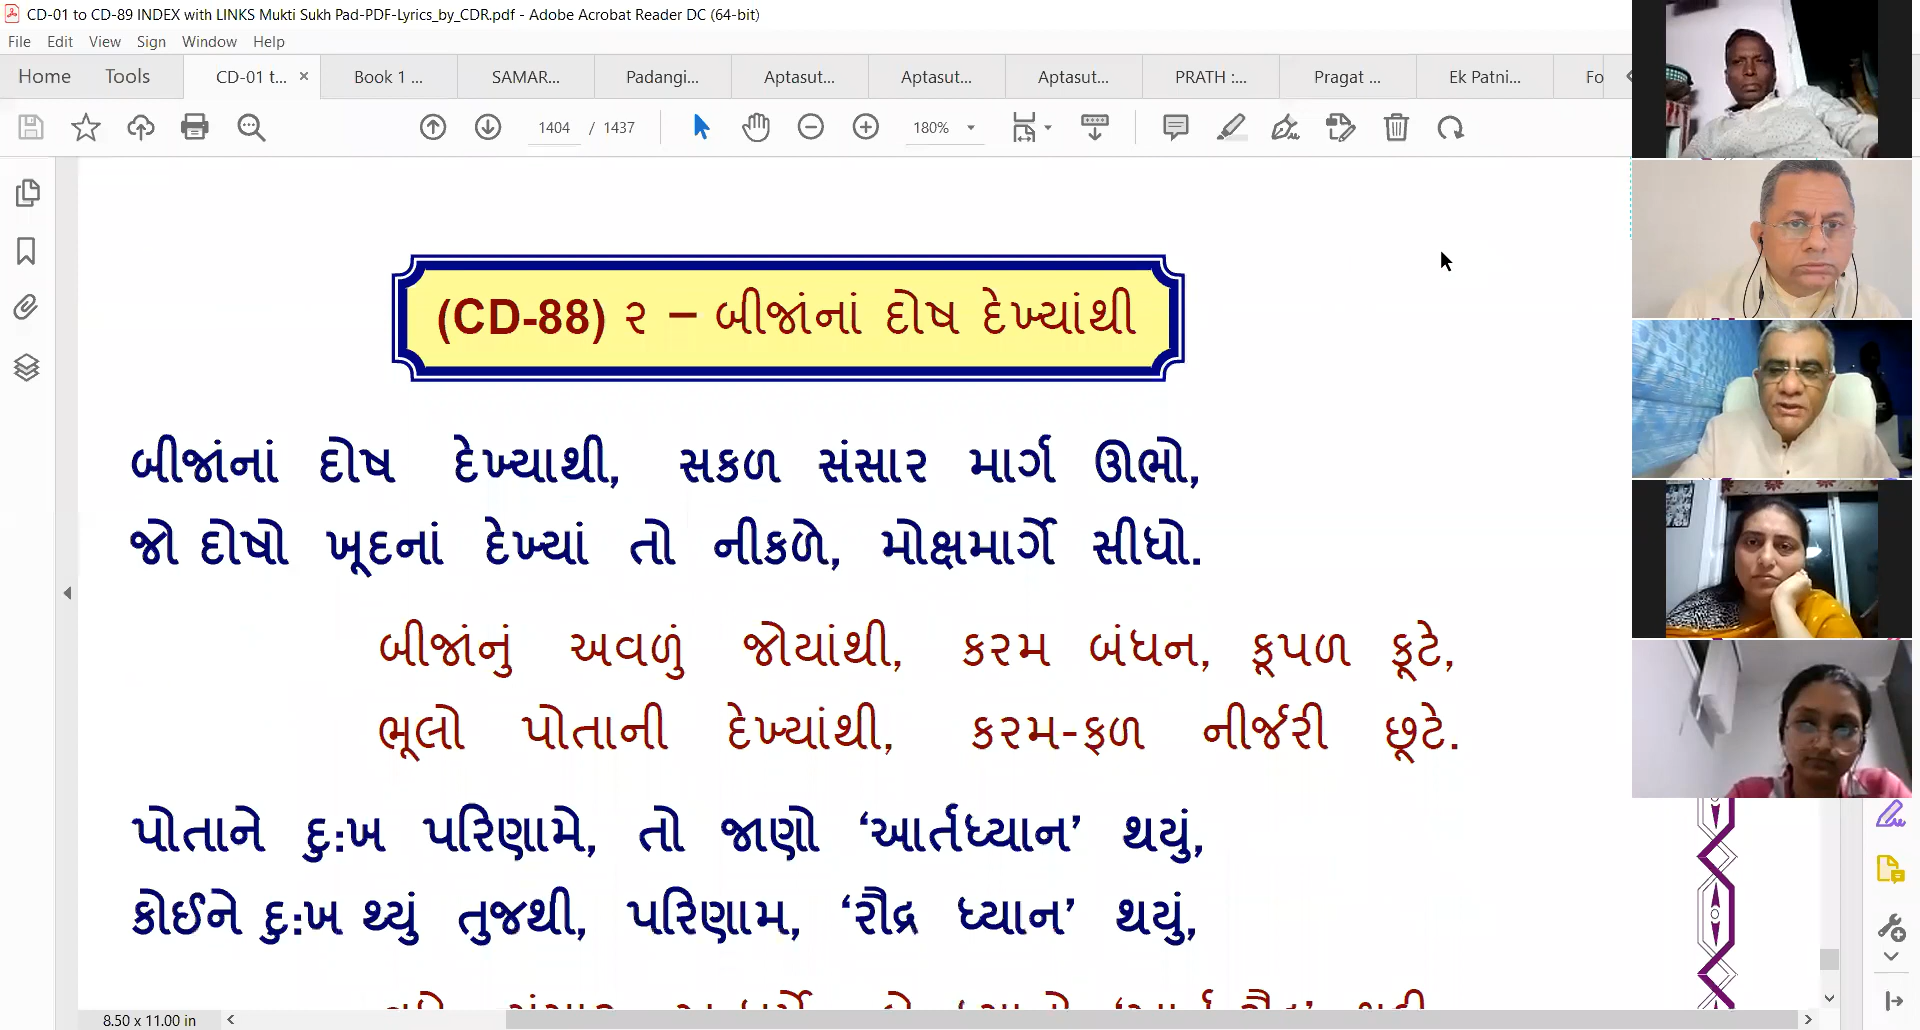 CD-01 to CD-89 INDEX with LINKS Mukti Sukh Pad-PDF-Lyrics_by_CDR.pdf - Adobe Acrobat Reader DC (64-bit)
File Edit View Sign Window Help
Home Tools CD-01 t... × Book 1 ... SAMAR... Padangi... Aptasut... Aptasut... Aptasut... PRATH :... Pragat ... Ek Patni... Fo
1404 / 1437 180%
(CD-88) ૨ – બીજાંનાં દોષ દેખ્યાંથી
બીજાંનાં દોષ દેખ્યાથી, સકળ સંસાર માર્ગ ઊભો,
જો દોષો ખૂદનાં દેખ્યાં તો નીકળે, મોક્ષમાર્ગે સીધો.
બીજાંનું અવળું જોયાંથી, કરમ બંધન, કૂપળ ફૂટે,
ભૂલો પોતાની દેખ્યાંથી, કરમ-ફળ નીર્જરી છૂટે.
પોતાને દુ:ખ પરિણામે, તો જાણો ‘આર્તધ્યાન’ થયું,
કોઈને દુ:ખ થ્યું તુજથી, પરિણામ, ‘રૌદ્ર ધ્યાન’ થયું,
8.50 x 11.00 in